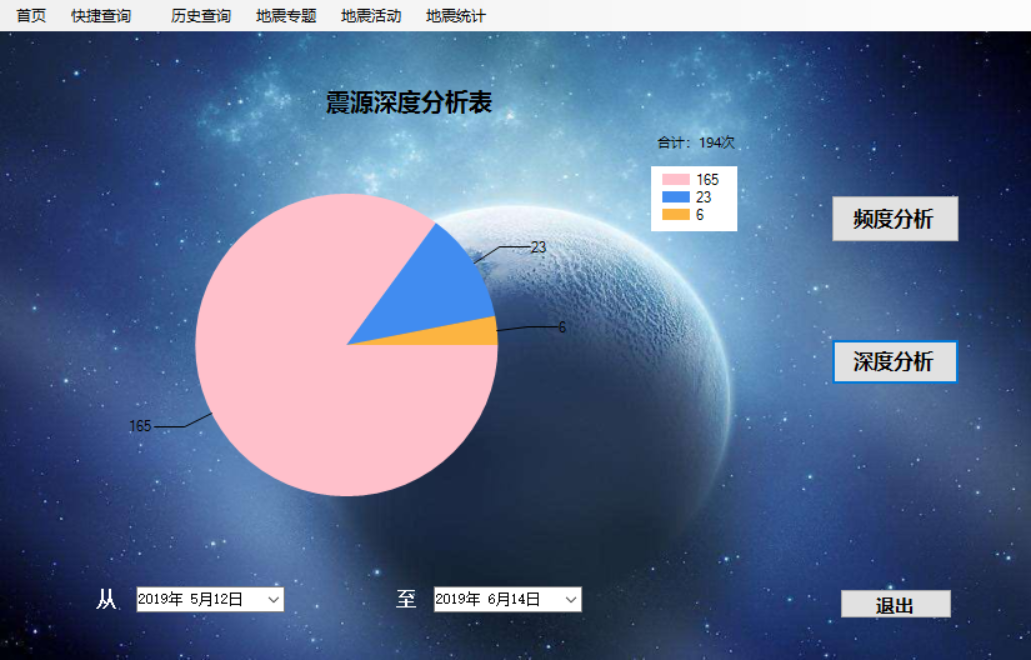 首页 快捷查询 历史查询 地震专题 地震活动 地震统计
震源深度分析表
合计：194次
165
23
6
频度分析
23
6
深度分析
165
从 2019年 5月12日 至 2019年 6月14日 退出